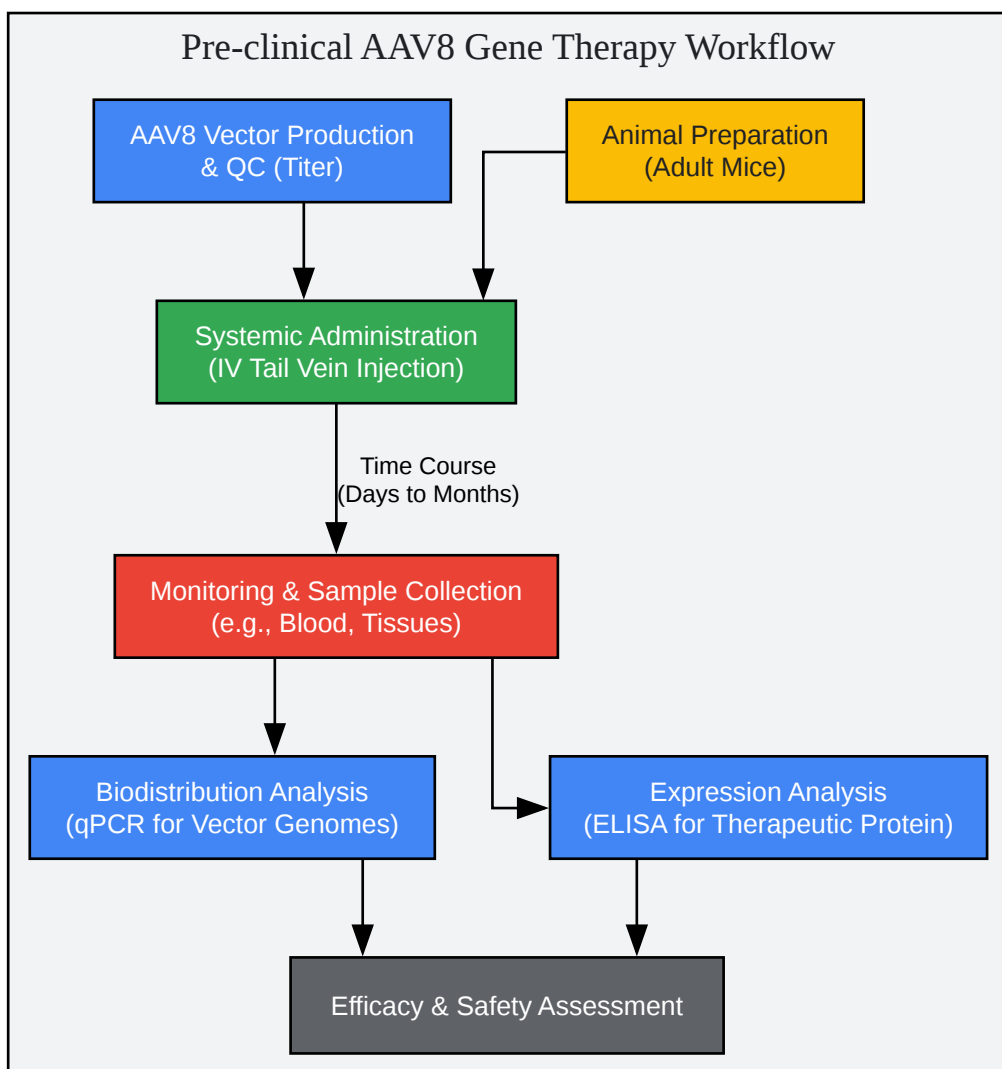 Pre-clinical AAV8 Gene Therapy Workflow
AAV8 Vector Production
& QC (Titer)
Animal Preparation
(Adult Mice)
Systemic Administration
(IV Tail Vein Injection)
Time Course
(Days to Months)
Monitoring & Sample Collection
(e.g., Blood, Tissues)
Biodistribution Analysis
(qPCR for Vector Genomes)
Expression Analysis
(ELISA for Therapeutic Protein)
Efficacy & Safety Assessment